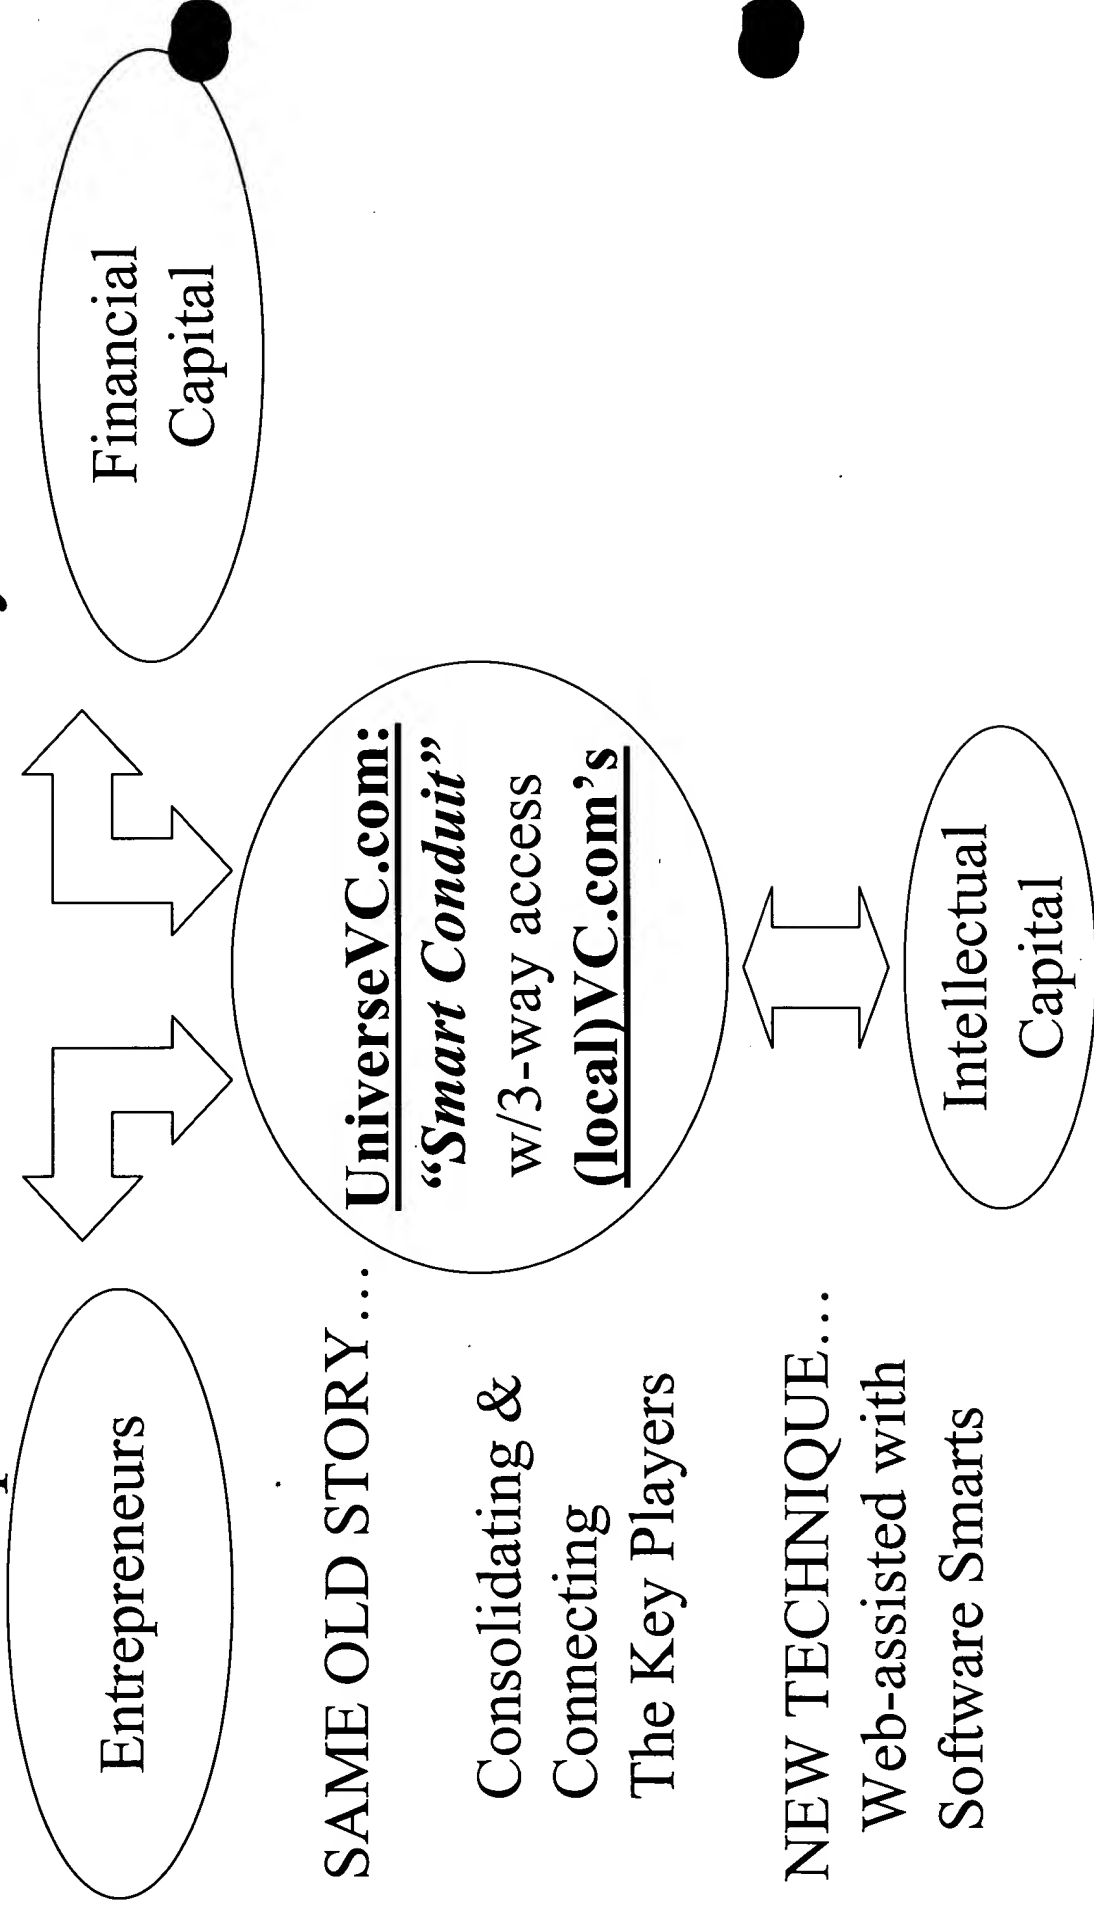 Entrepreneurs
Financial
Capital
SAME OLD STORY…
Consolidating &
Connecting
The Key Players
NEW TECHNIQUE…
Web-assisted with
Software Smarts
UniverseVC.com:
“Smart Conduit”
w/3-way access
(local)VC.com’s
Intellectual
Capital